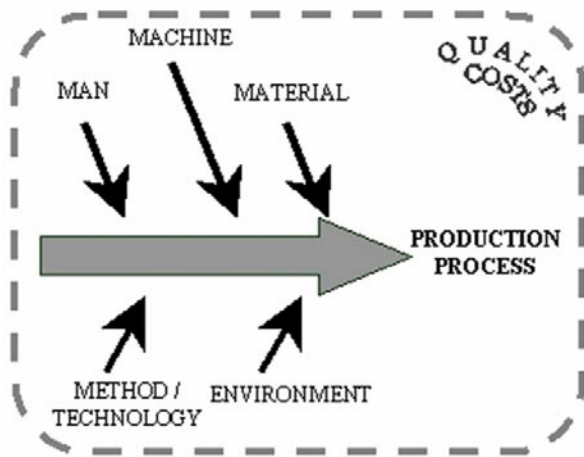 MACHINE
MAN
MATERIAL
QUALITY
COSTS
PRODUCTION
PROCESS
METHOD /
TECHNOLOGY
ENVIRONMENT